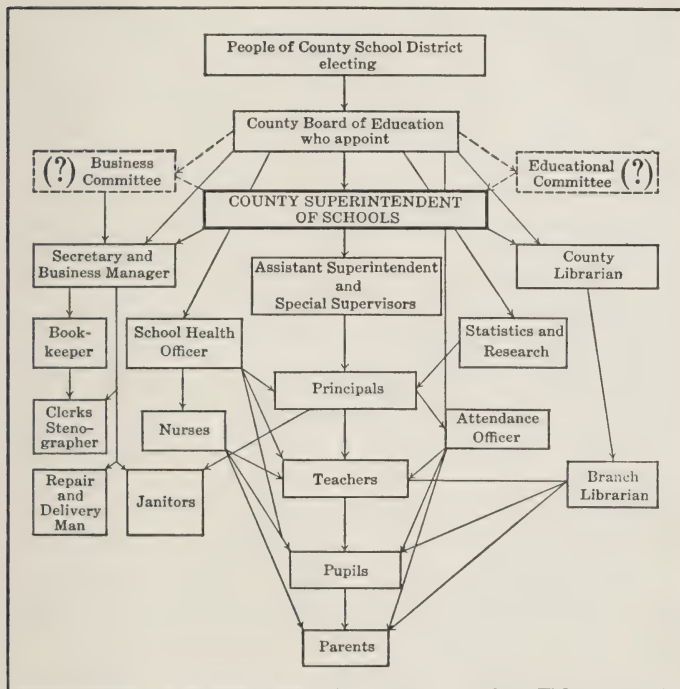 People of County School District
electing
County Board of Education
who appoint
(?) Business
Committee
Educational
Committee (?)
COUNTY SUPERINTENDENT
OF SCHOOLS
Secretary and
Business Manager
Assistant Superintendent
and
Special Supervisors
County
Librarian
Book-
keeper
School Health
Officer
Statistics and
Research
Principals
Clerks
Steno-
grapher
Nurses
Attendance
Officer
Repair
and
Delivery
Man
Janitors
Teachers
Branch
Librarian
Pupils
Parents